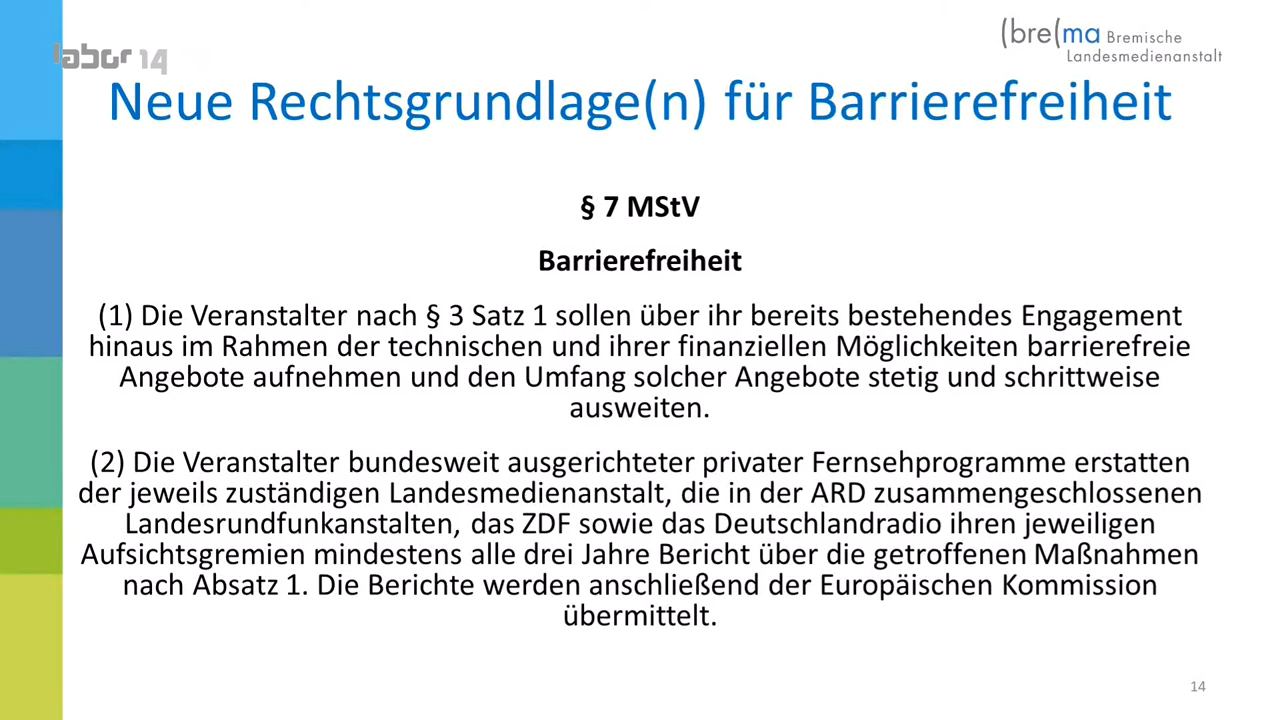 (bre(ma Bremische
Landesmedienanstalt
labor 14
Neue Rechtsgrundlage(n) für Barrierefreiheit
§ 7 MStV
Barrierefreiheit
(1) Die Veranstalter nach § 3 Satz 1 sollen über ihr bereits bestehendes Engagement
hinaus im Rahmen der technischen und ihrer finanziellen Möglichkeiten barrierefreie
Angebote aufnehmen und den Umfang solcher Angebote stetig und schrittweise
ausweiten.
(2) Die Veranstalter bundesweit ausgerichteter privater Fernsehprogramme erstatten
der jeweils zuständigen Landesmedienanstalt, die in der ARD zusammengeschlossenen
Landesrundfunkanstalten, das ZDF sowie das Deutschlandradio ihren jeweiligen
Aufsichtsgremien mindestens alle drei Jahre Bericht über die getroffenen Maßnahmen
nach Absatz 1. Die Berichte werden anschließend der Europäischen Kommission
übermittelt.
14